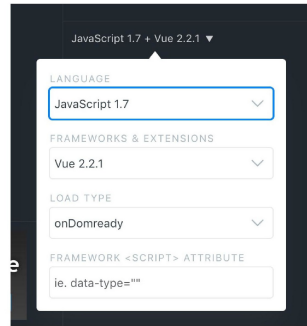 JavaScript 1.7 + Vue 2.2.1 ▼
LANGUAGE
JavaScript 1.7
FRAMEWORKS & EXTENSIONS
Vue 2.2.1
LOAD TYPE
onDomready
FRAMEWORK <SCRIPT> ATTRIBUTE
e
ie. data-type=""